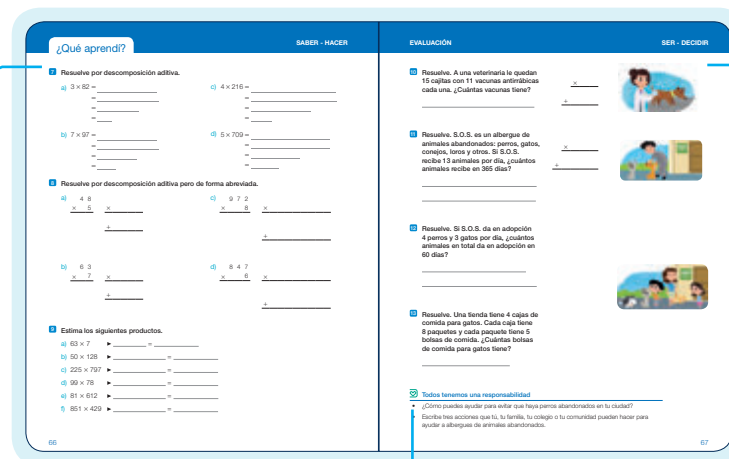 ¿Qué aprendí?
SABER - HACER
7 Resuelve por descomposición aditiva.
a) 3 × 82 =
=
=
=
c) 4 × 216 =
=
=
=
b) 7 × 97 =
=
=
=
d) 5 × 709 =
=
=
=
8 Resuelve por descomposición aditiva pero de forma abreviada.
a) 4 8
× 5 ×
+
c) 9 7 2
× 8 ×
+
b) 6 3
× 7 ×
+
d) 8 4 7
× 6 ×
+
9 Estima los siguientes productos.
a) 63 × 7 ► =
b) 50 × 128 ► =
c) 225 × 797 ► =
d) 99 × 78 ► =
e) 81 × 612 ► =
f) 851 × 429 ► =
66
EVALUACIÓN
SER - DECIDIR
10 Resuelve. A una veterinaria le quedan
15 cajitas con 11 vacunas antirrábicas
cada una. ¿Cuántas vacunas tiene?
×
+
11 Resuelve. S.O.S. es un albergue de
animales abandonados: perros, gatos,
conejos, loros y otros. Si S.O.S.
recibe 13 animales por día, ¿cuántos
animales recibe en 365 días?
×
+
12 Resuelve. Si S.O.S. da en adopción
4 perros y 3 gatos por día, ¿cuántos
animales en total da en adopción en
60 días?
13 Resuelve. Una tienda tiene 4 cajas de
comida para gatos. Cada caja tiene
8 paquetes y cada paquete tiene 5
bolsas de comida. ¿Cuántas bolsas
de comida para gatos tiene?
Todos tenemos una responsabilidad
• ¿Cómo puedes ayudar para evitar que haya perros abandonados en tu ciudad?
Escribe tres acciones que tú, tu familia, tu colegio o tu comunidad pueden hacer para
ayudar a albergues de animales abandonados.
67